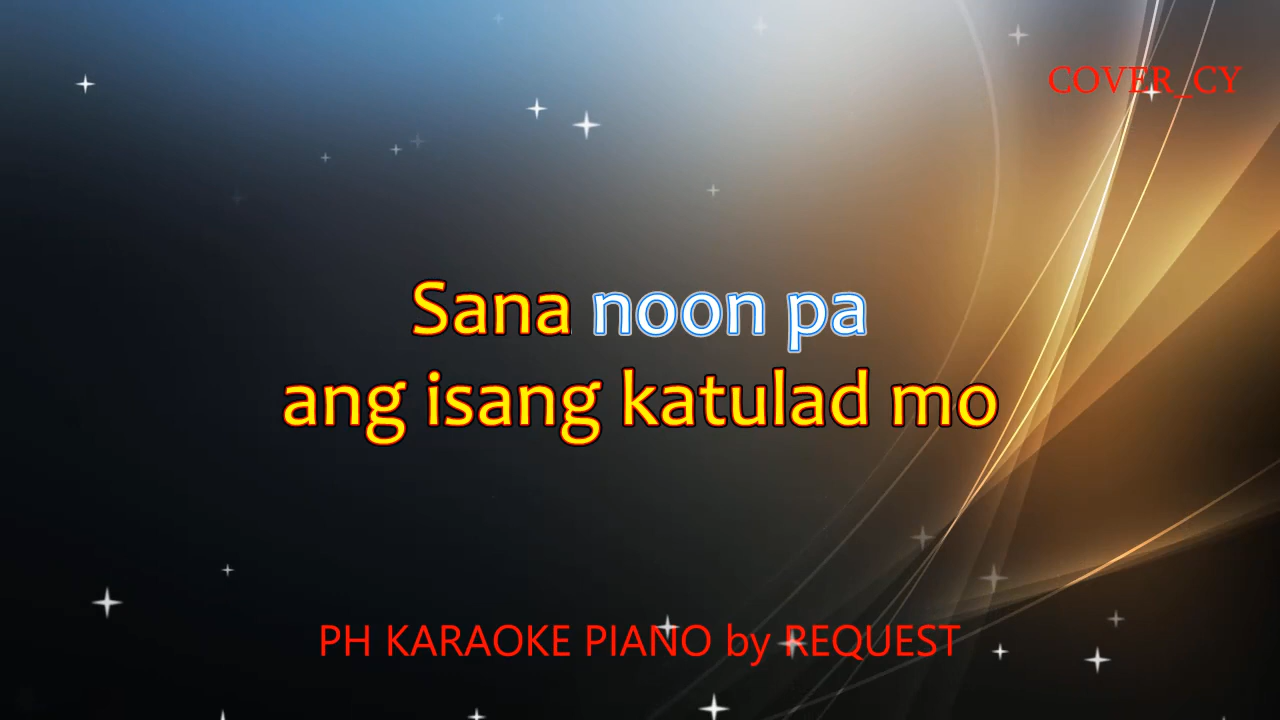 COVER_CY
Sana noon pa
ang isang katulad mo
PH KARAOKE PIANO by REQUEST